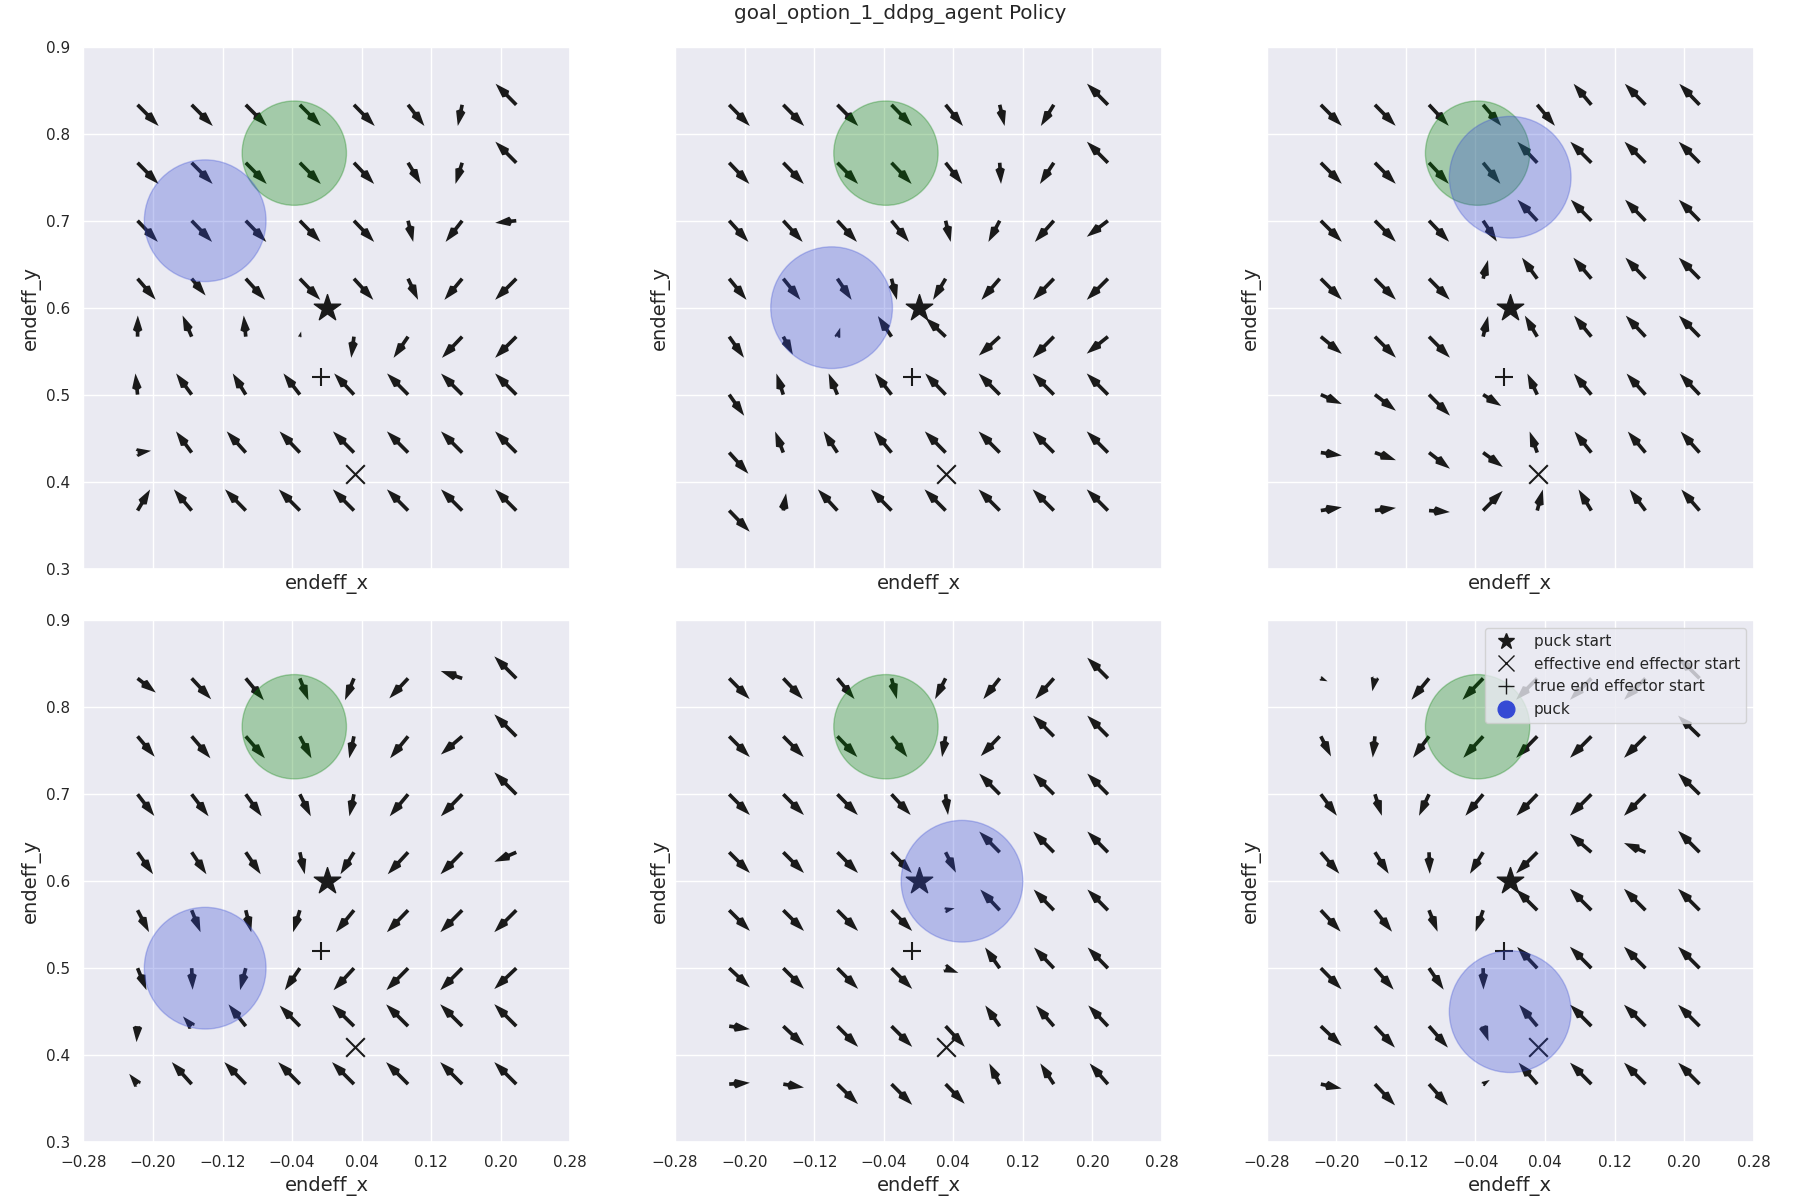 goal_option_1_ddpg_agent Policy
0.9
0.8
0.7
0.6
0.5
0.4
0.3
endeff_y
endeff_x
endeff_y
endeff_x
endeff_y
endeff_x
0.9
0.8
0.7
0.6
0.5
0.4
0.3
endeff_y
−0.28 −0.20 −0.12 −0.04 0.04 0.12 0.20 0.28
endeff_x
endeff_y
−0.28 −0.20 −0.12 −0.04 0.04 0.12 0.20 0.28
endeff_x
puck start
effective end effector start
true end effector start
puck
endeff_y
−0.28 −0.20 −0.12 −0.04 0.04 0.12 0.20 0.28
endeff_x